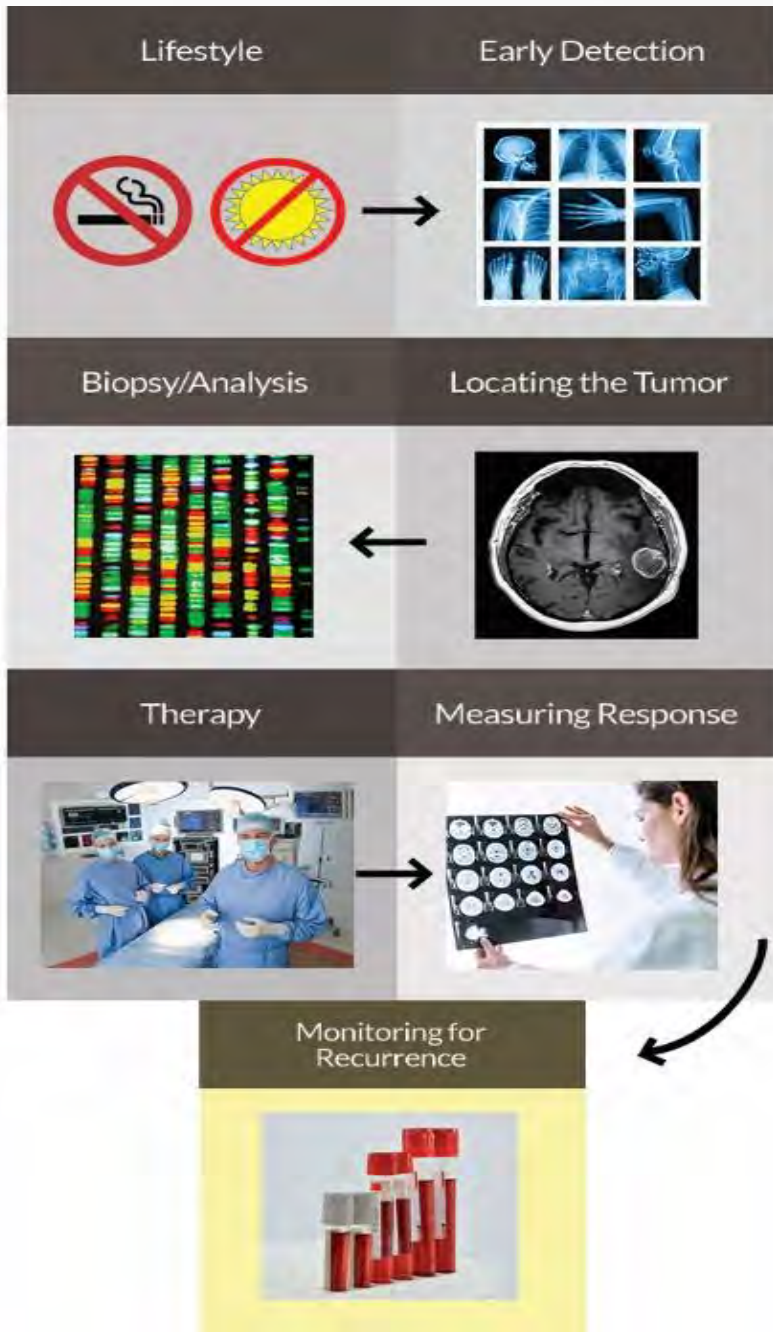 Lifestyle
Early Detection
Biopsy/Analysis
Locating the Tumor
Therapy
Measuring Response
Monitoring for
Recurrence